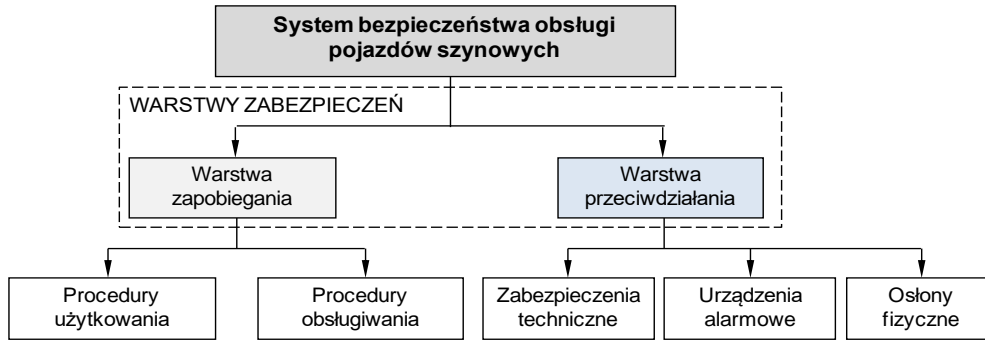 System bezpieczeństwa obsługi
pojazdów szynowych
WARSTWY ZABEZPIECZEŃ
Warstwa
zapobiegania
Warstwa
przeciwdziałania
Procedury
użytkowania
Procedury
obsługiwania
Zabezpieczenia
techniczne
Urządzenia
alarmowe
Osłony
fizyczne